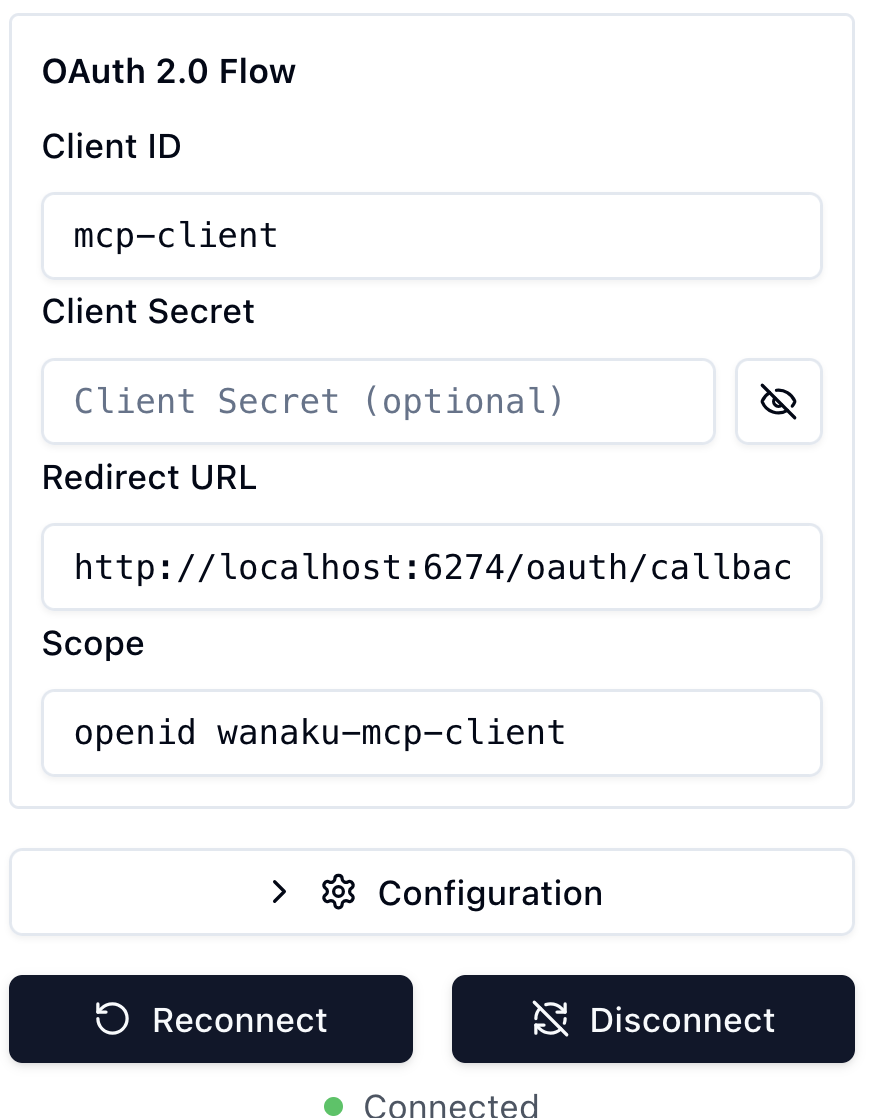 OAuth 2.0 Flow
Client ID
mcp-client
Client Secret
Client Secret (optional)
Redirect URL
http://localhost:6274/oauth/callbac
Scope
openid wanaku-mcp-client
Configuration
Reconnect
Disconnect
Connected